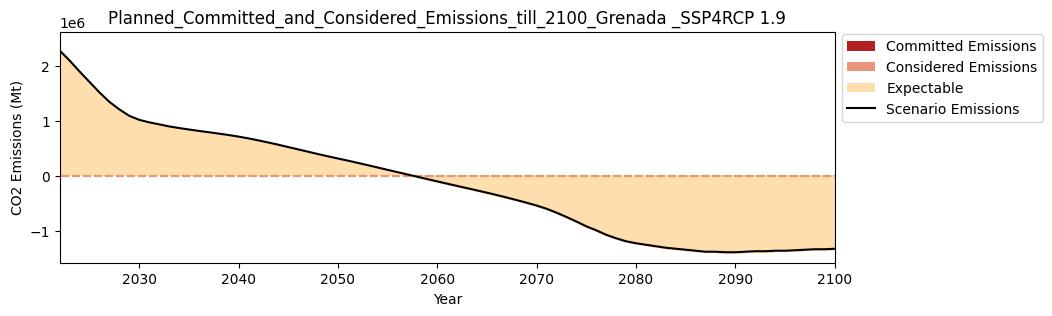 Planned_Committed_and_Considered_Emissions_till_2100_Grenada _SSP4RCP 1.9
1e6
2
1
0
−1
CO2 Emissions (Mt)
2030 2040 2050 2060 2070 2080 2090 2100
Year
Committed Emissions
Considered Emissions
Expectable
Scenario Emissions